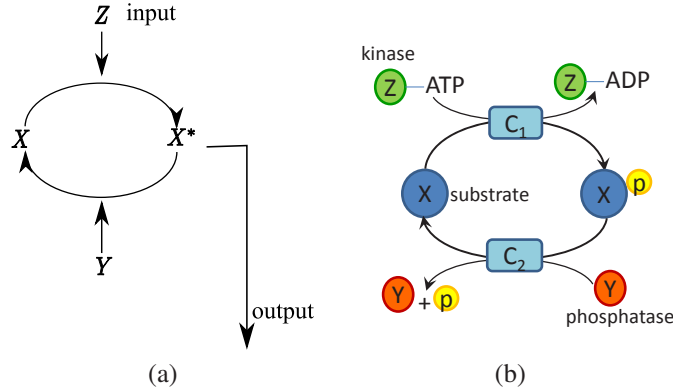 Z input
X X*
Y
output
(a)
kinase
Z ATP Z ADP
C1
X substrate X p
C2
Y + p Y
phosphatase
(b)